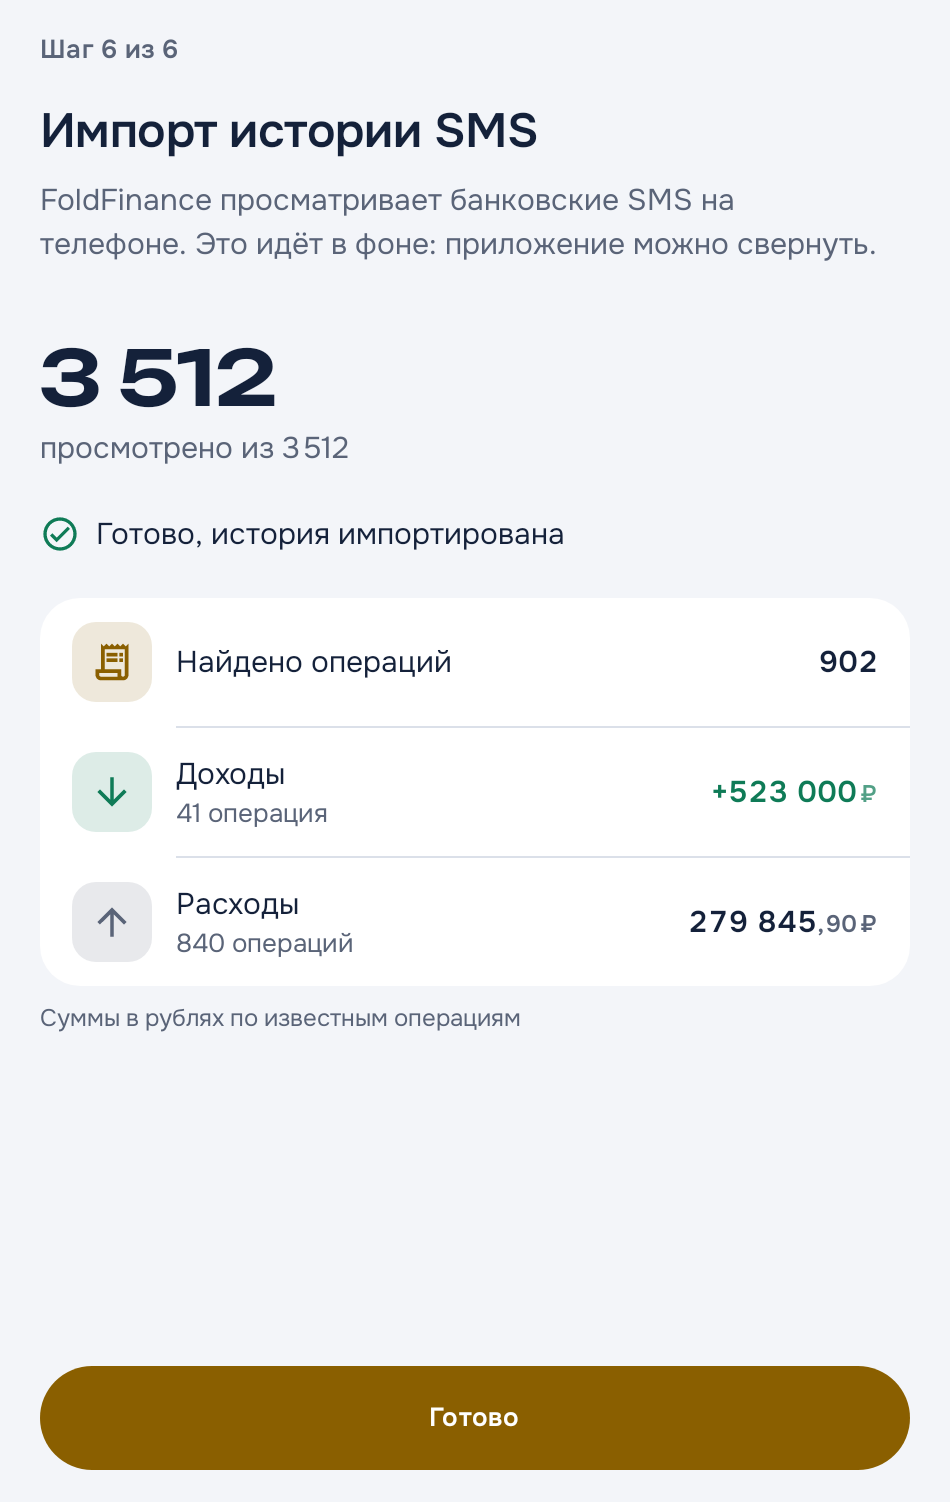 Шаг 6 из 6
Импорт истории SMS
FoldFinance просматривает банковские SMS на
телефоне. Это идёт в фоне: приложение можно свернуть.
3 512
просмотрено из 3 512
Готово, история импортирована
Найдено операций 902
Доходы +523 000 ₽
41 операция
Расходы 279 845,90 ₽
840 операций
Суммы в рублях по известным операциям
Готово